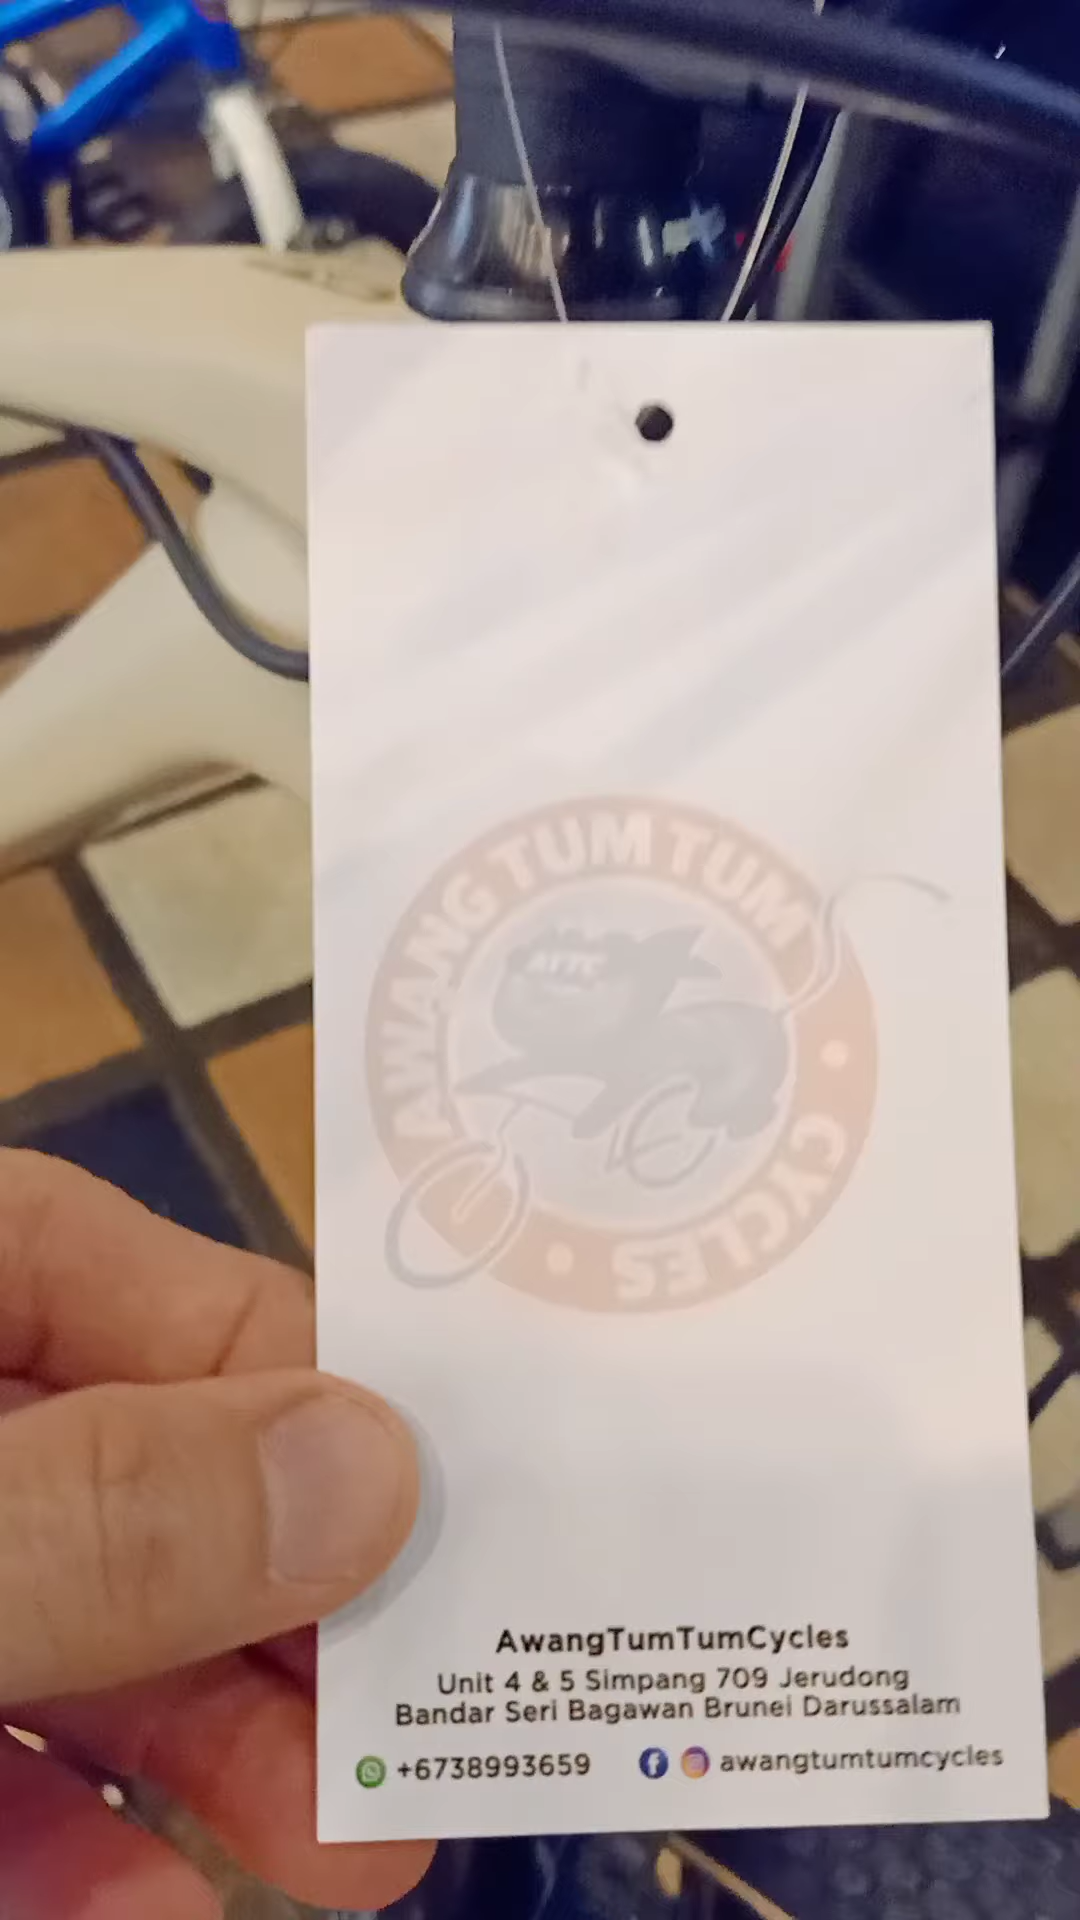 AWANG TUM TUM
ATTC
CYCLES
AwangTumTumCycles
Unit 4 & 5 Simpang 709 Jerudong
Bandar Seri Bagawan Brunei Darussalam
+6738993659 awangtumtumcycles